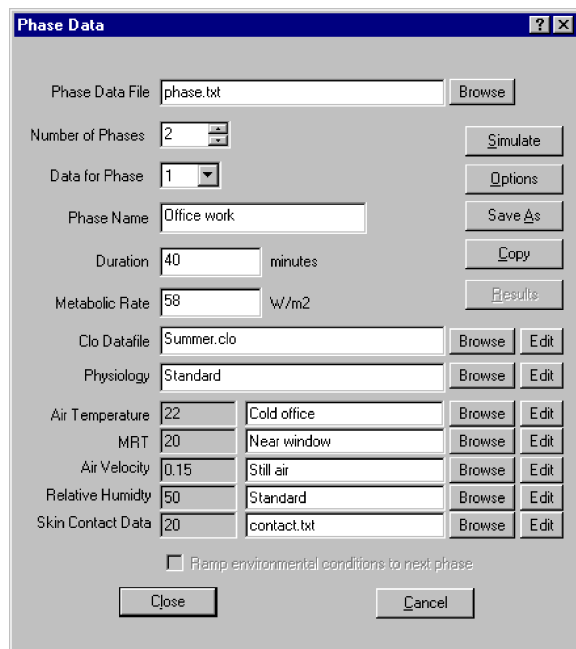 Phase Data
Phase Data File phase.txt Browse
Number of Phases 2
Simulate
Data for Phase 1
Options
Phase Name Office work
Save As
Duration 40 minutes
Copy
Metabolic Rate 58 W/m2
Results
Clo Datafile Summer.clo Browse Edit
Physiology Standard Browse Edit
Air Temperature 22 Cold office Browse Edit
MRT 20 Near window Browse Edit
Air Velocity 0.15 Still air Browse Edit
Relative Humidty 50 Standard Browse Edit
Skin Contact Data 20 contact.txt Browse Edit
Ramp environmental conditions to next phase
Close Cancel